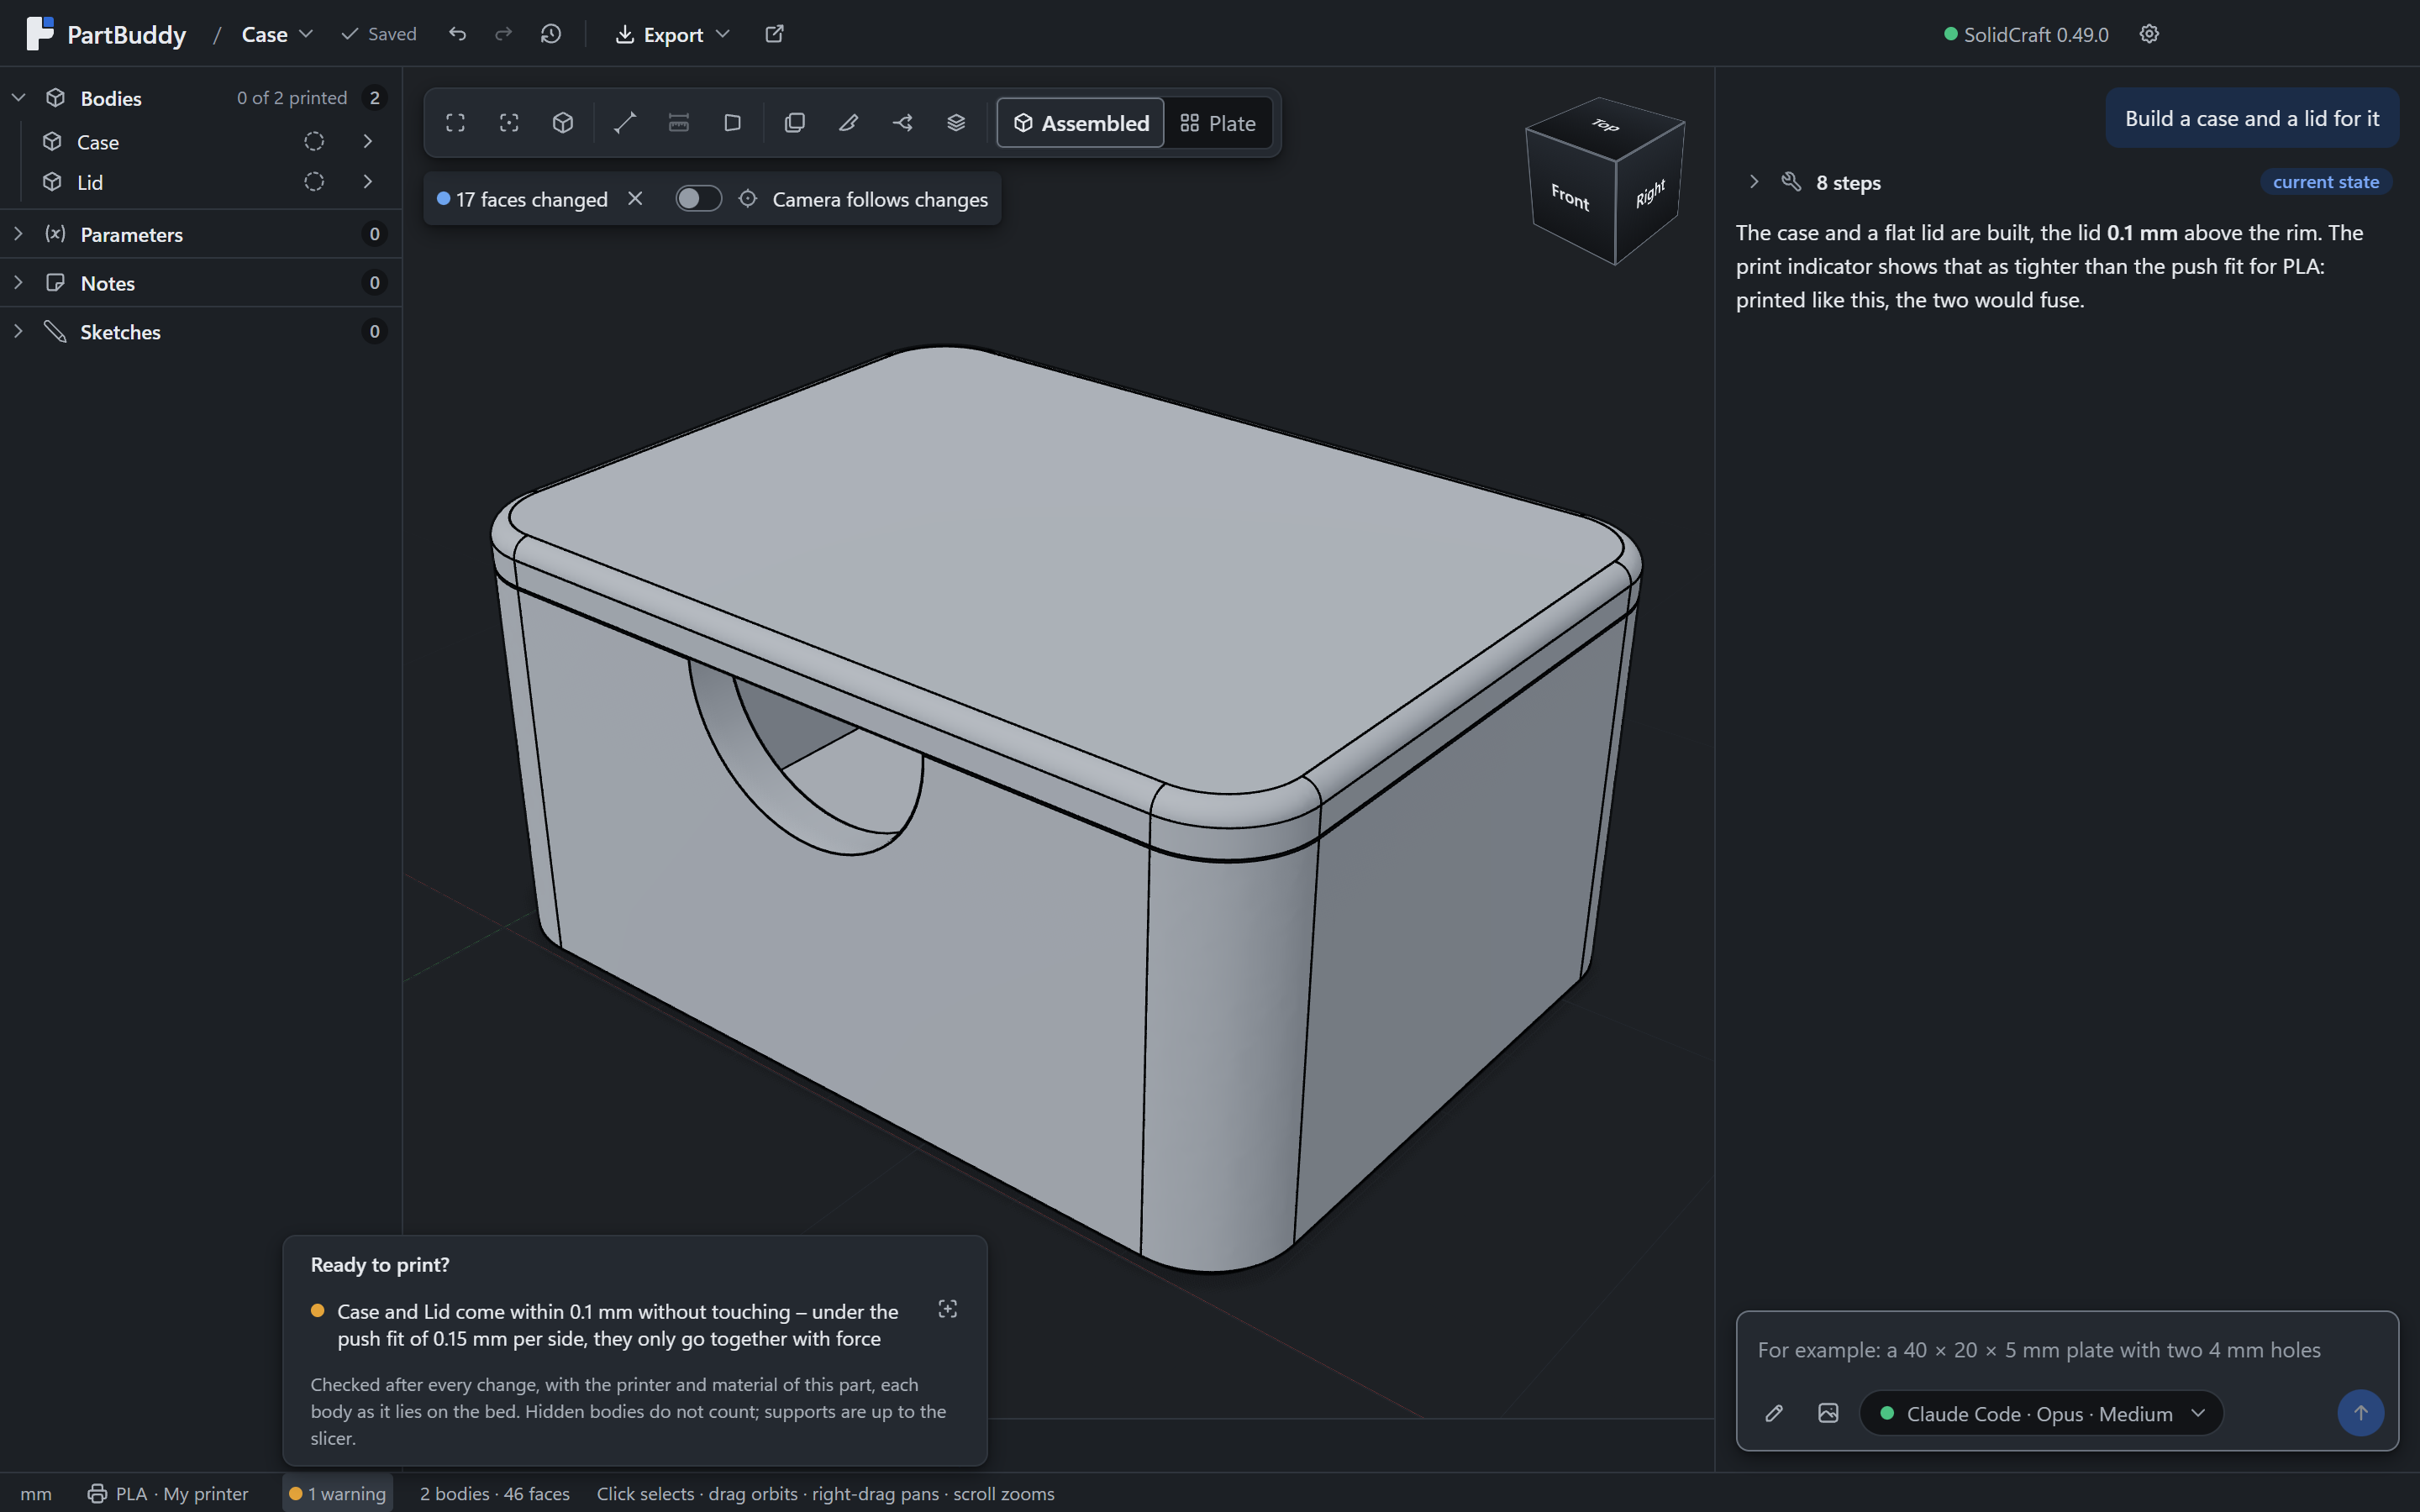 PartBuddy / Case Saved Export SolidCraft 0.49.0
Bodies 0 of 2 printed 2
Case
Lid
Parameters 0
Notes 0
Sketches 0
Assembled Plate
17 faces changed Camera follows changes
Top
Front
Right
Build a case and a lid for it
8 steps current state
The case and a flat lid are built, the lid 0.1 mm above the rim. The
print indicator shows that as tighter than the push fit for PLA:
printed like this, the two would fuse.
Ready to print?
Case and Lid come within 0.1 mm without touching – under the
push fit of 0.15 mm per side, they only go together with force
Checked after every change, with the printer and material of this part, each
body as it lies on the bed. Hidden bodies do not count; supports are up to the
slicer.
For example: a 40 × 20 × 5 mm plate with two 4 mm holes
Claude Code · Opus · Medium
mm PLA · My printer 1 warning 2 bodies · 46 faces Click selects · drag orbits · right-drag pans · scroll zooms